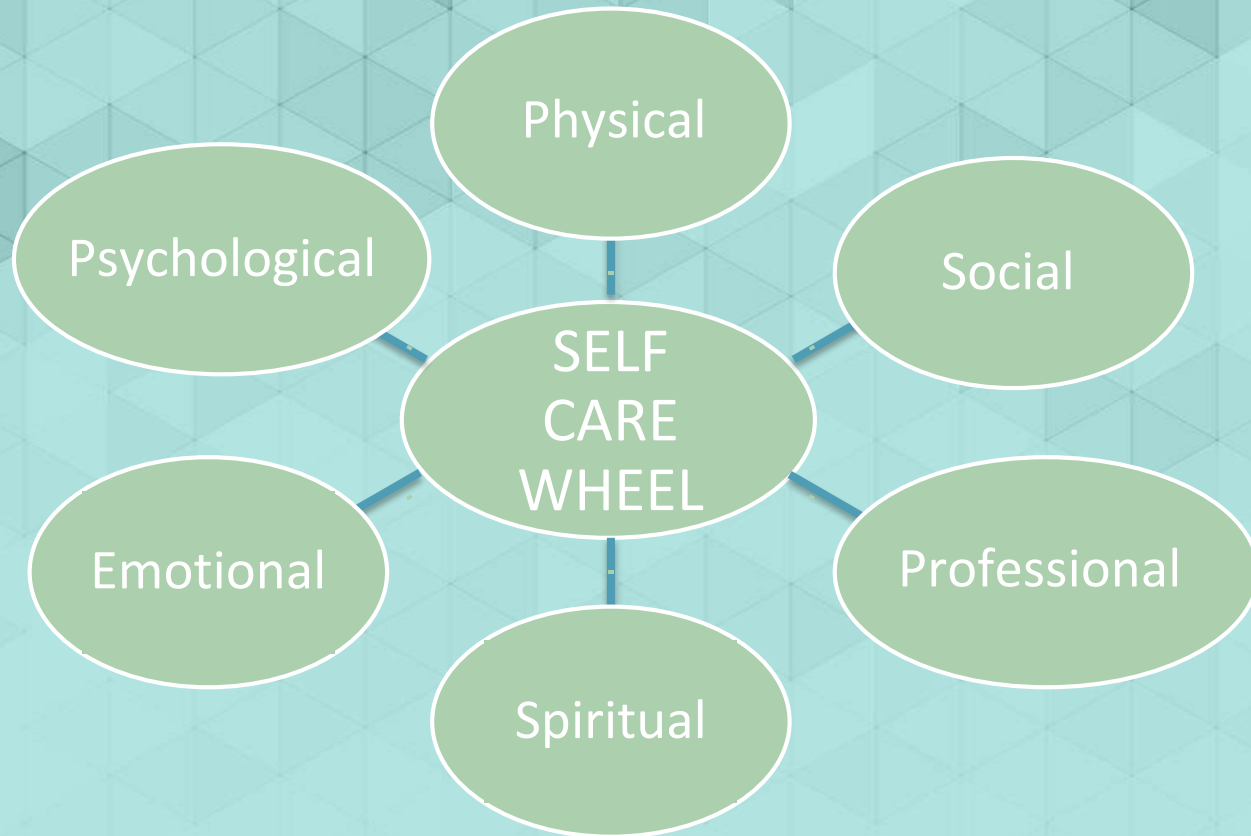 Physical
Psychological
Social
SELF
CARE
WHEEL
Emotional
Professional
Spiritual